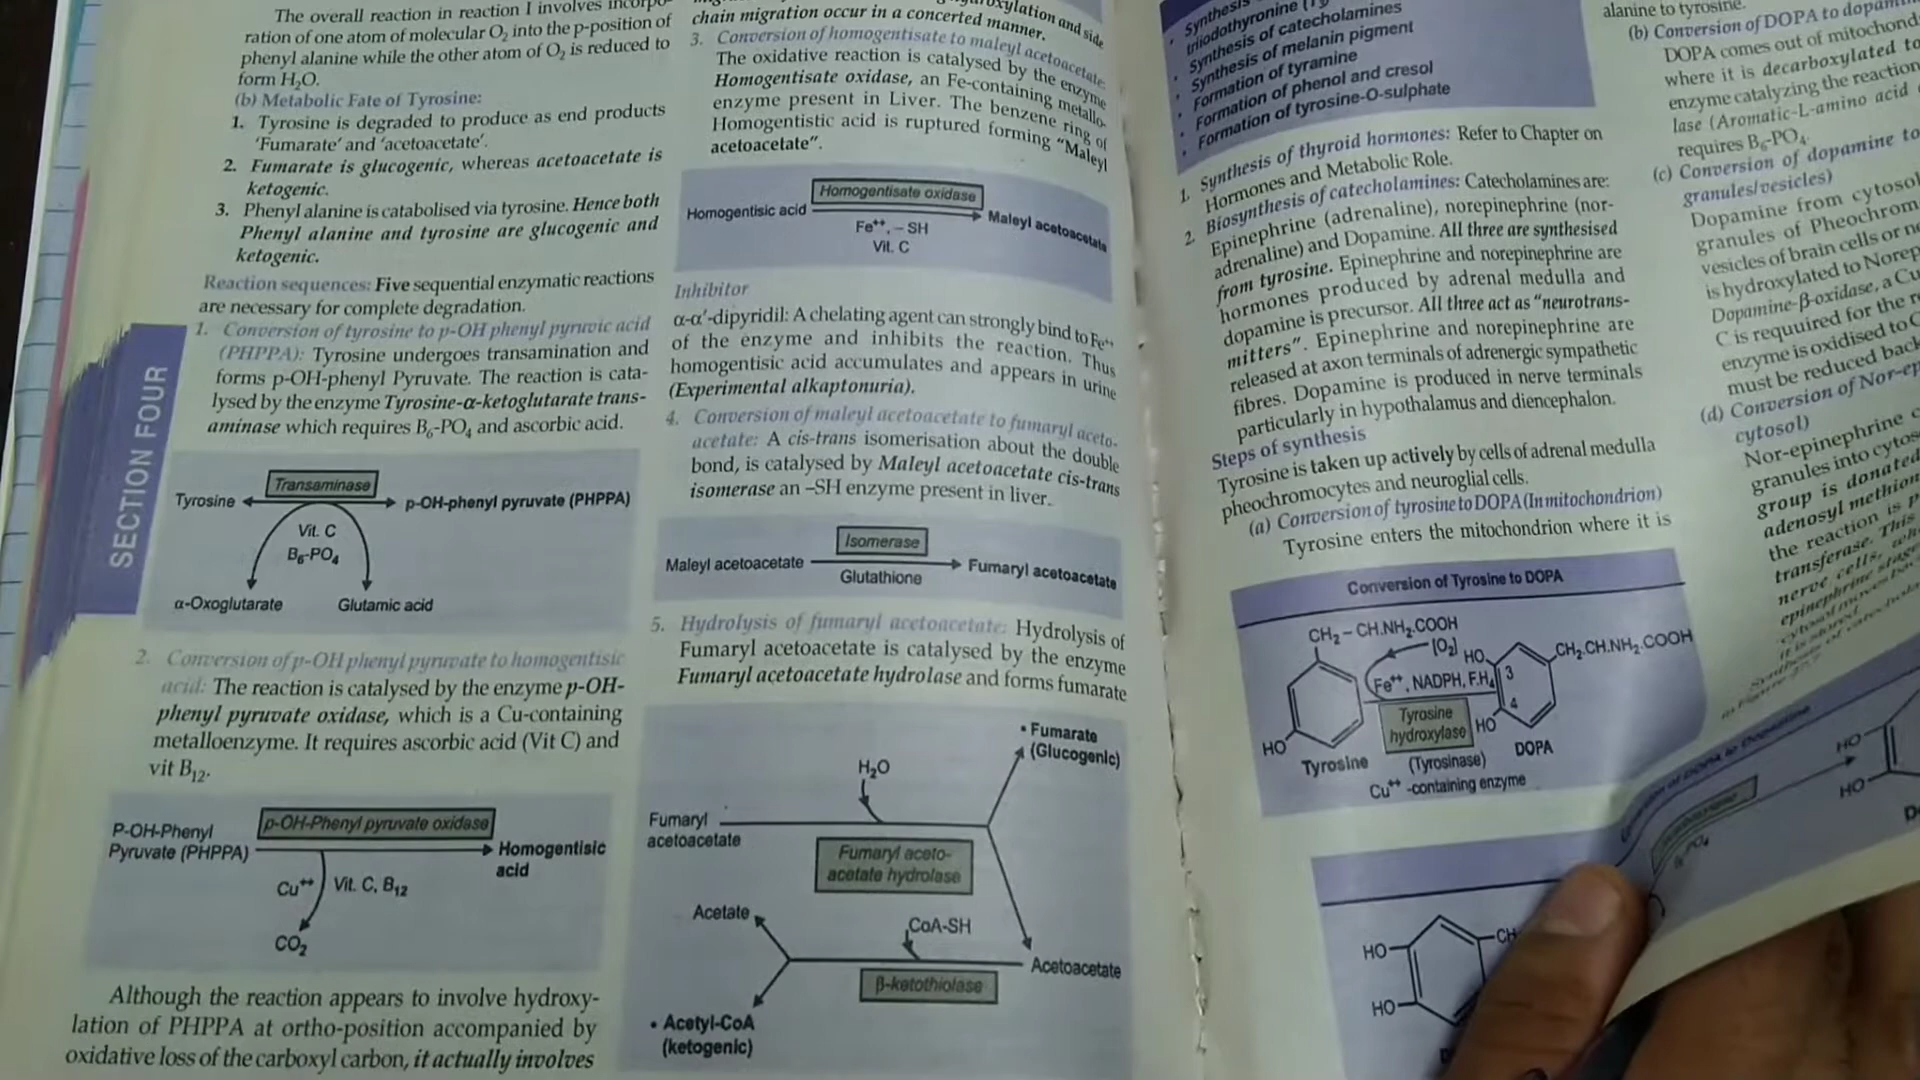 The overall reaction in reaction I involves incorpo-
ration of one atom of molecular O₂ into the p-position of
phenyl alanine while the other atom of O₂ is reduced to
form H₂O.
(b) Metabolic Fate of Tyrosine:
1. Tyrosine is degraded to produce as end products
'Fumarate' and 'acetoacetate'.
2. Fumarate is glucogenic, whereas acetoacetate is
ketogenic.
3. Phenyl alanine is catabolised via tyrosine. Hence both
Phenyl alanine and tyrosine are glucogenic and
ketogenic.
Reaction sequences: Five sequential enzymatic reactions
are necessary for complete degradation.
1. Conversion of tyrosine to p-OH phenyl pyruvic acid
(PHPPA): Tyrosine undergoes transamination and
forms p-OH-phenyl Pyruvate. The reaction is cata-
lysed by the enzyme Tyrosine-α-ketoglutarate trans-
aminase which requires B₆-PO₄ and ascorbic acid.
SECTION FOUR
Transaminase
Tyrosine
p-OH-phenyl pyruvate (PHPPA)
Vit. C
B₆-PO₄
α-Oxoglutarate
Glutamic acid
2. Conversion of p-OH phenyl pyruvate to homogentisic
acid: The reaction is catalysed by the enzyme p-OH-
phenyl pyruvate oxidase, which is a Cu-containing
metalloenzyme. It requires ascorbic acid (Vit C) and
vit B₁₂.
P-OH-Phenyl
Pyruvate (PHPPA)
p-OH-Phenyl pyruvate oxidase
Homogentisic
acid
Cu⁺⁺
Vit. C, B₁₂
CO₂
Although the reaction appears to involve hydroxy-
lation of PHPPA at ortho-position accompanied by
oxidative loss of the carboxyl carbon, it actually involves
hydroxylation and side
chain migration occur in a concerted manner.
3. Conversion of homogentisate to maleyl acetoacetate:
The oxidative reaction is catalysed by the enzyme
Homogentisate oxidase, an Fe-containing metallo-
enzyme present in Liver. The benzene ring of
Homogentistic acid is ruptured forming "Maleyl
acetoacetate".
Homogentisic acid
Homogentisate oxidase
Fe⁺⁺, – SH
Vit. C
Maleyl acetoacetate
Inhibitor
α-α'-dipyridil: A chelating agent can strongly bind to Fe⁺⁺
of the enzyme and inhibits the reaction. Thus
homogentisic acid accumulates and appears in urine
(Experimental alkaptonuria).
4. Conversion of maleyl acetoacetate to fumaryl aceto-
acetate: A cis-trans isomerisation about the double
bond, is catalysed by Maleyl acetoacetate cis-trans
isomerase an –SH enzyme present in liver.
Maleyl acetoacetate
Isomerase
Glutathione
Fumaryl acetoacetate
5. Hydrolysis of fumaryl acetoacetate: Hydrolysis of
Fumaryl acetoacetate is catalysed by the enzyme
Fumaryl acetoacetate hydrolase and forms fumarate
• Fumarate
(Glucogenic)
H₂O
Fumaryl
acetoacetate
Fumaryl aceto-
acetate hydrolase
Acetate
CoA-SH
Acetoacetate
β-ketothiolase
• Acetyl-CoA
(ketogenic)
• Synthesis
triiodothyronine
• Synthesis of catecholamines
• Synthesis of melanin pigment
• Formation of tyramine
• Formation of phenol and cresol
• Formation of tyrosine-O-sulphate
1. Synthesis of thyroid hormones: Refer to Chapter on
Hormones and Metabolic Role.
2. Biosynthesis of catecholamines: Catecholamines are:
Epinephrine (adrenaline), norepinephrine (nor-
adrenaline) and Dopamine. All three are synthesised
from tyrosine. Epinephrine and norepinephrine are
hormones produced by adrenal medulla and
dopamine is precursor. All three act as "neurotrans-
mitters". Epinephrine and norepinephrine are
released at axon terminals of adrenergic sympathetic
fibres. Dopamine is produced in nerve terminals
particularly in hypothalamus and diencephalon.
Steps of synthesis
Tyrosine is taken up actively by cells of adrenal medulla
pheochromocytes and neuroglial cells.
(a) Conversion of tyrosine to DOPA (In mitochondrion)
Tyrosine enters the mitochondrion where it is
Conversion of Tyrosine to DOPA
CH₂ – CH.NH₂.COOH
[O₂]
Fe⁺⁺, NADPH, F.H₄
HO
3
4
HO
CH₂.CH.NH₂.COOH
Tyrosine
hydroxylase
HO
Tyrosine
(Tyrosinase)
DOPA
Cu⁺⁺ -containing enzyme
HO
HO
CH
alanine to tyrosine.
(b) Conversion of DOPA to
DOPA comes out of
where it is decarboxylated to
enzyme catalyzing the reaction
lase (Aromatic-L-amino acid
requires B₆-PO₄.
(c) Conversion of dopamine to
granules/vesicles)
Dopamine from cytosol
granules of
vesicles of brain cells or
is hydroxylated to
Dopamine-β-oxidase, a
C is requuired for the
enzyme is oxidised to
must be reduced back
(d) Conversion of
cytosol)
Nor-epinephrine
granules into
group is donated
adenosyl
the reaction is
transferase. This
nerve cells,
HO
HO